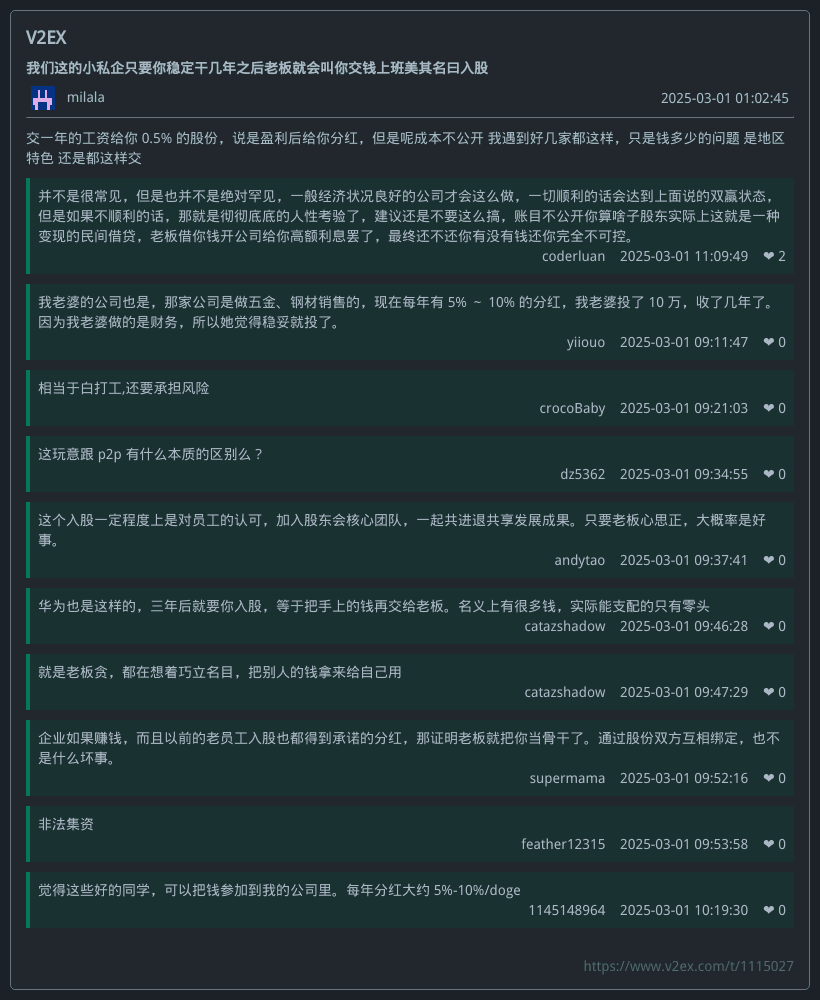 V2EX
我们这的小私企只要你稳定干几年之后老板就会叫你交钱上班美其名曰入股
milala
2025-03-01 01:02:45
交一年的工资给你 0.5% 的股份，说是盈利后给你分红，但是呢成本不公开 我遇到好几家都这样，只是钱多少的问题 是地区
特色 还是都这样交
并不是很常见，但是也并不是绝对罕见，一般经济状况良好的公司才会这么做，一切顺利的话会达到上面说的双赢状态，
但是如果不顺利的话，那就是彻彻底底的人性考验了，建议还是不要这么搞，账目不公开你算啥子股东实际上这就是一种
变现的民间借贷，老板借你钱开公司给你高额利息罢了，最终还不还你有没有钱还你完全不可控。
coderluan 2025-03-01 11:09:49 ❤ 2
我老婆的公司也是，那家公司是做五金、钢材销售的，现在每年有 5% ~ 10% 的分红，我老婆投了 10 万，收了几年了。
因为我老婆做的是财务，所以她觉得稳妥就投了。
yiiouo 2025-03-01 09:11:47 ❤ 0
相当于白打工,还要承担风险
crocoBaby 2025-03-01 09:21:03 ❤ 0
这玩意跟 p2p 有什么本质的区别么？
dz5362 2025-03-01 09:34:55 ❤ 0
这个入股一定程度上是对员工的认可，加入股东会核心团队，一起共进退共享发展成果。只要老板心思正，大概率是好
事。
andytao 2025-03-01 09:37:41 ❤ 0
华为也是这样的，三年后就要你入股，等于把手上的钱再交给老板。名义上有很多钱，实际能支配的只有零头
catazshadow 2025-03-01 09:46:28 ❤ 0
就是老板贪，都在想着巧立名目，把别人的钱拿来给自己用
catazshadow 2025-03-01 09:47:29 ❤ 0
企业如果赚钱，而且以前的老员工入股也都得到承诺的分红，那证明老板就把你当骨干了。通过股份双方互相绑定，也不
是什么坏事。
supermama 2025-03-01 09:52:16 ❤ 0
非法集资
feather12315 2025-03-01 09:53:58 ❤ 0
觉得这些好的同学，可以把钱参加到我的公司里。每年分红大约 5%-10%/doge
1145148964 2025-03-01 10:19:30 ❤ 0
https://www.v2ex.com/t/1115027